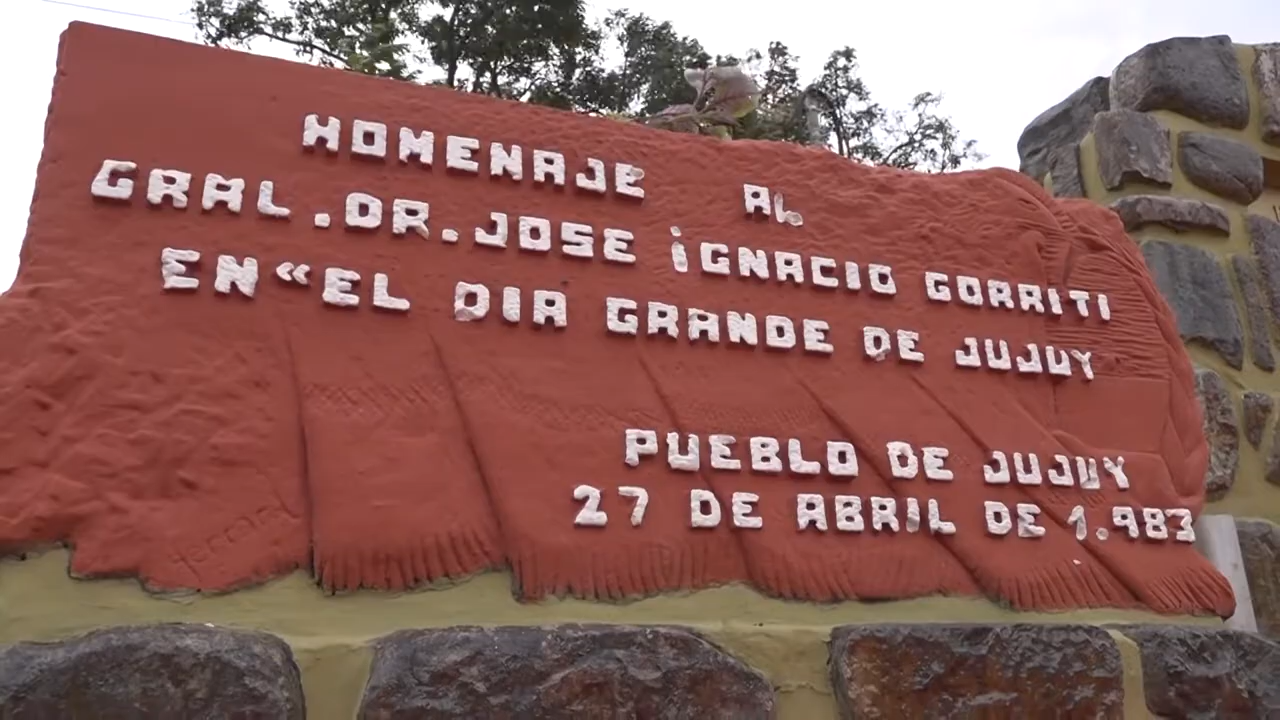 HOMENAJE AL
GRAL.DR.JOSE iGNACIO GORRITI
EN "EL DIA GRANDE DE JUJUY
PUEBLO DE JUJUY
27 DE ABRIL DE 1.983